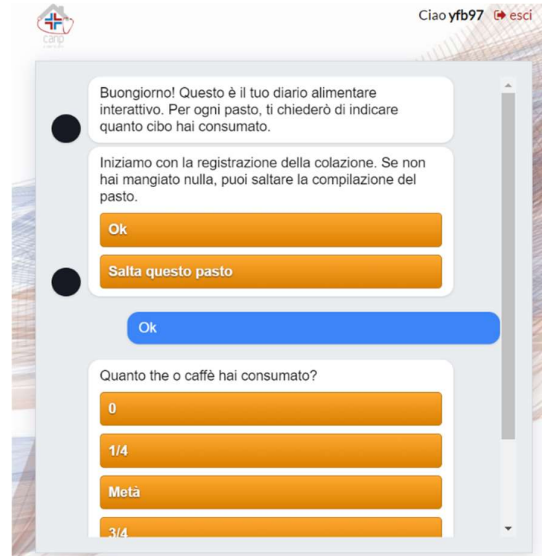 Ciao yfb97 esci
carip
Buongiorno! Questo è il tuo diario alimentare
interattivo. Per ogni pasto, ti chiederò di indicare
quanto cibo hai consumato.
Iniziamo con la registrazione della colazione. Se non
hai mangiato nulla, puoi saltare la compilazione del
pasto.
Ok
Salta questo pasto
Ok
Quanto the o caffè hai consumato?
0
1/4
Metà
3/4